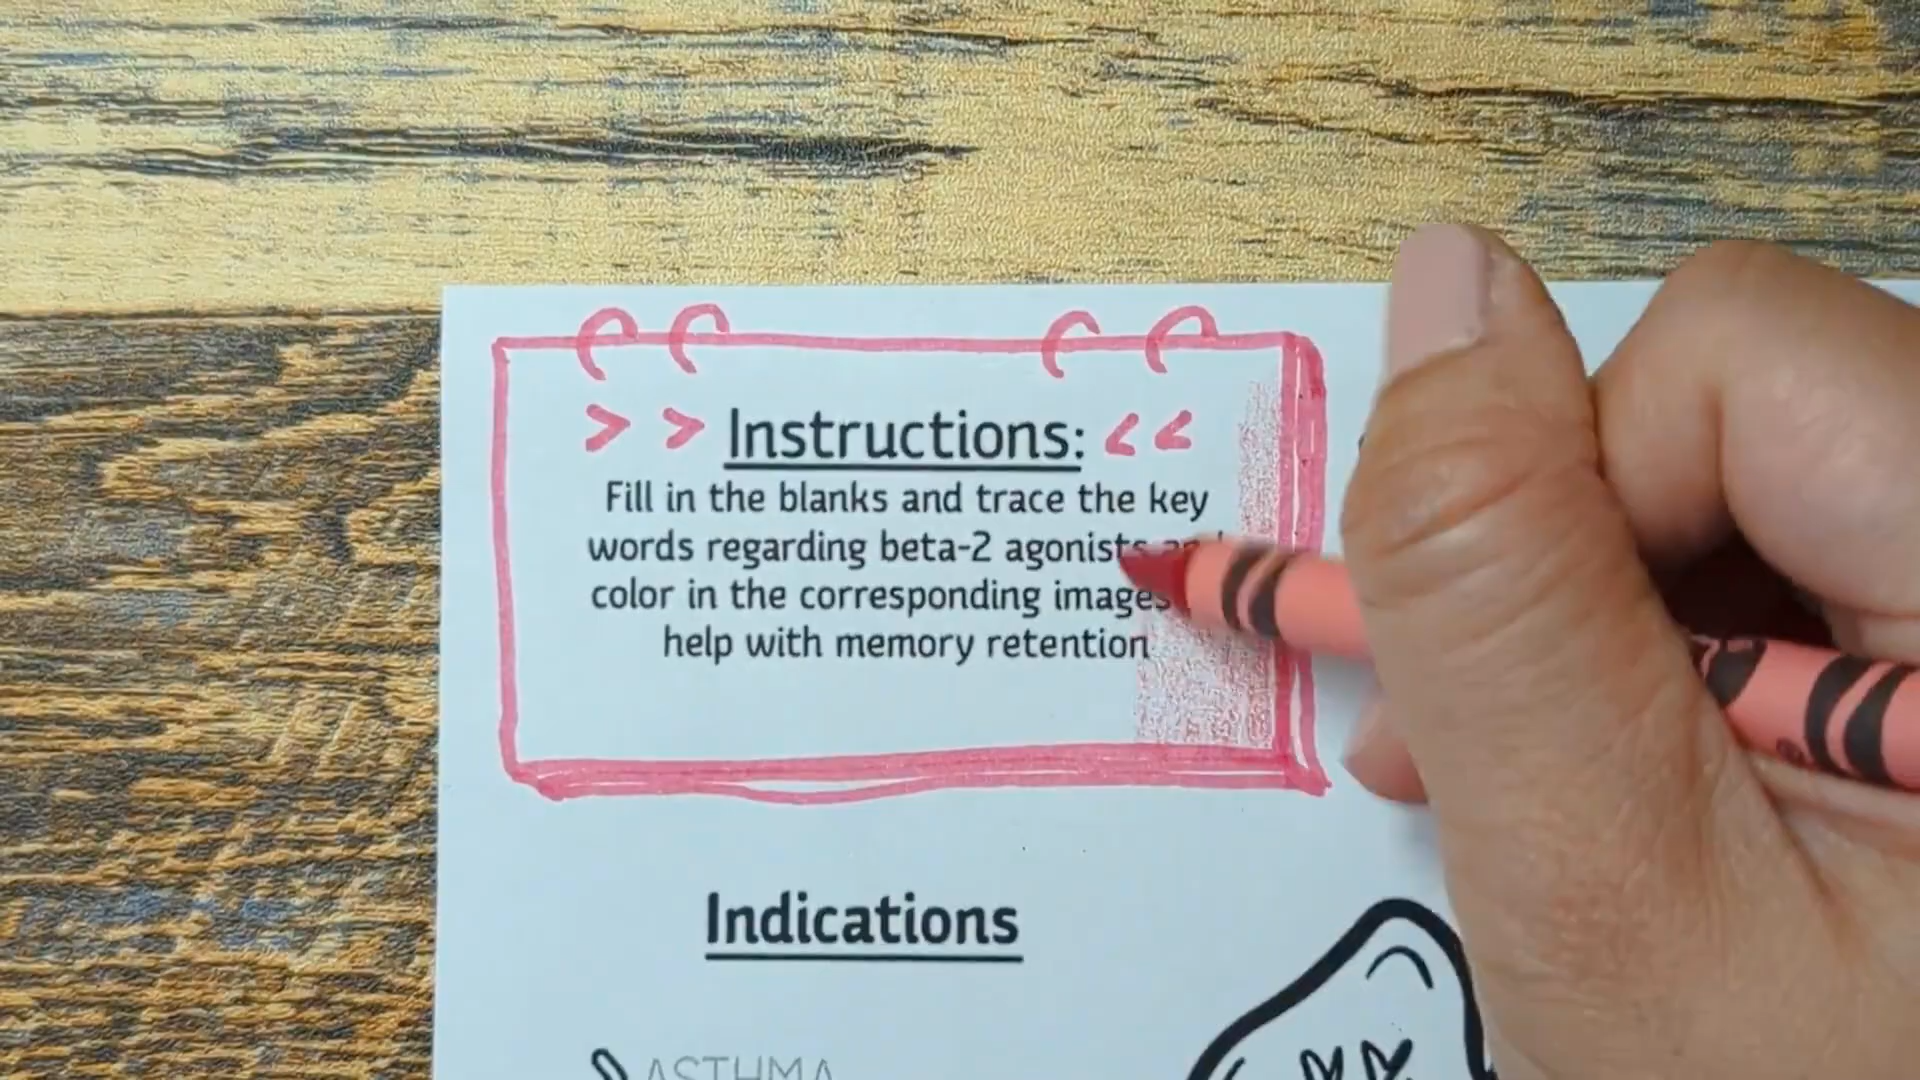 > > Instructions: < <
Fill in the blanks and trace the key
words regarding beta-2 agonists
color in the corresponding images
help with memory retention
Indications
ASTHMA